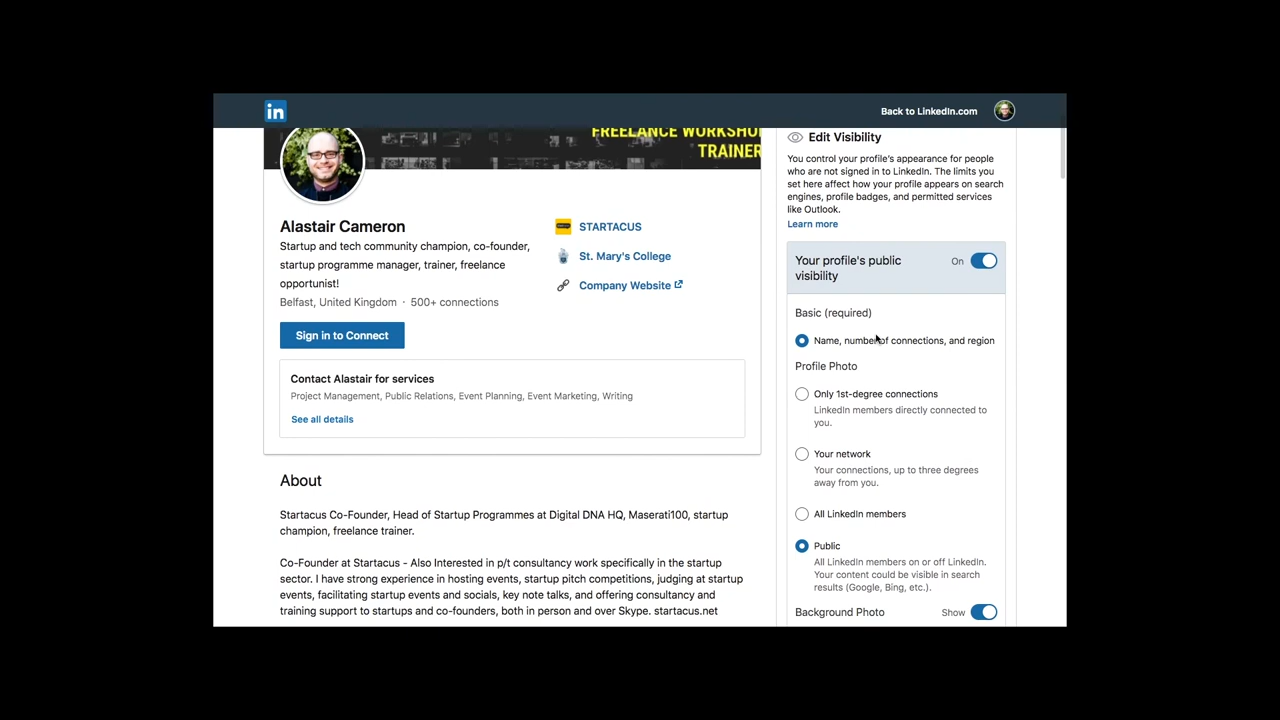 in
Back to LinkedIn.com
FREELANCE WORKSHOP
TRAINER
Alastair Cameron
Startup and tech community champion, co-founder,
startup programme manager, trainer, freelance
opportunist!
Belfast, United Kingdom · 500+ connections
Sign in to Connect
STARTACUS
St. Mary's College
Company Website
Contact Alastair for services
Project Management, Public Relations, Event Planning, Event Marketing, Writing
See all details
About
Startacus Co-Founder, Head of Startup Programmes at Digital DNA HQ, Maserati100, startup
champion, freelance trainer.
Co-Founder at Startacus - Also Interested in p/t consultancy work specifically in the startup
sector. I have strong experience in hosting events, startup pitch competitions, judging at startup
events, facilitating startup events and socials, key note talks, and offering consultancy and
training support to startups and co-founders, both in person and over Skype. startacus.net
Edit Visibility
You control your profile's appearance for people
who are not signed in to LinkedIn. The limits you
set here affect how your profile appears on search
engines, profile badges, and permitted services
like Outlook.
Learn more
Your profile's public
visibility
On
Basic (required)
Name, number of connections, and region
Profile Photo
Only 1st-degree connections
LinkedIn members directly connected to
you.
Your network
Your connections, up to three degrees
away from you.
All LinkedIn members
Public
All LinkedIn members on or off LinkedIn.
Your content could be visible in search
results (Google, Bing, etc.).
Background Photo
Show